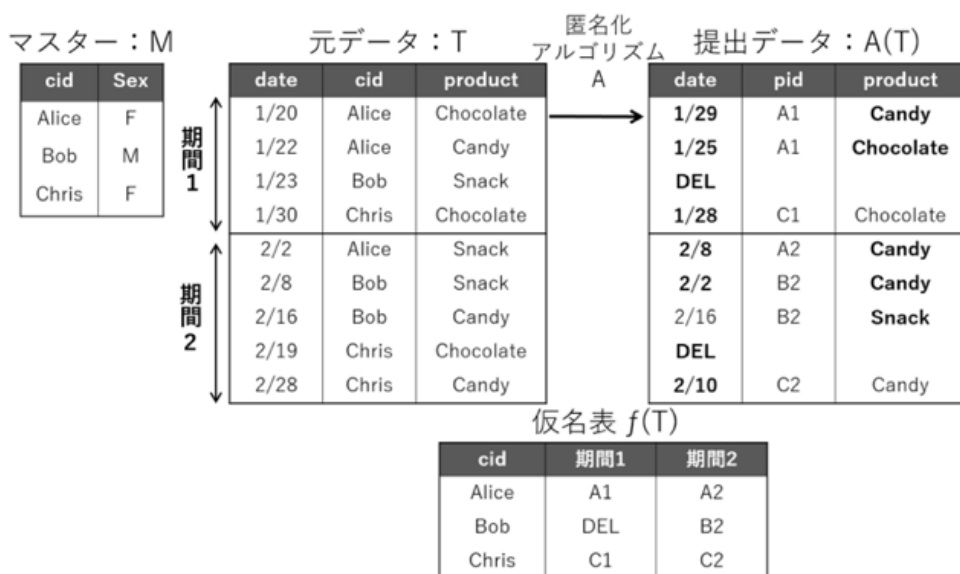 匿名化
アルゴリズム
A
マスター：M
元データ：T
提出データ：A(T)
cid Sex
Alice F
Bob M
Chris F
期間1
期間2
date cid product
1/20 Alice Chocolate
1/22 Alice Candy
1/23 Bob Snack
1/30 Chris Chocolate
2/2 Alice Snack
2/8 Bob Snack
2/16 Bob Candy
2/19 Chris Chocolate
2/28 Chris Candy
date pid product
1/29 A1 Candy
1/25 A1 Chocolate
DEL
1/28 C1 Chocolate
2/8 A2 Candy
2/2 B2 Candy
2/16 B2 Snack
DEL
2/10 C2 Candy
仮名表 f(T)
cid 期間1 期間2
Alice A1 A2
Bob DEL B2
Chris C1 C2